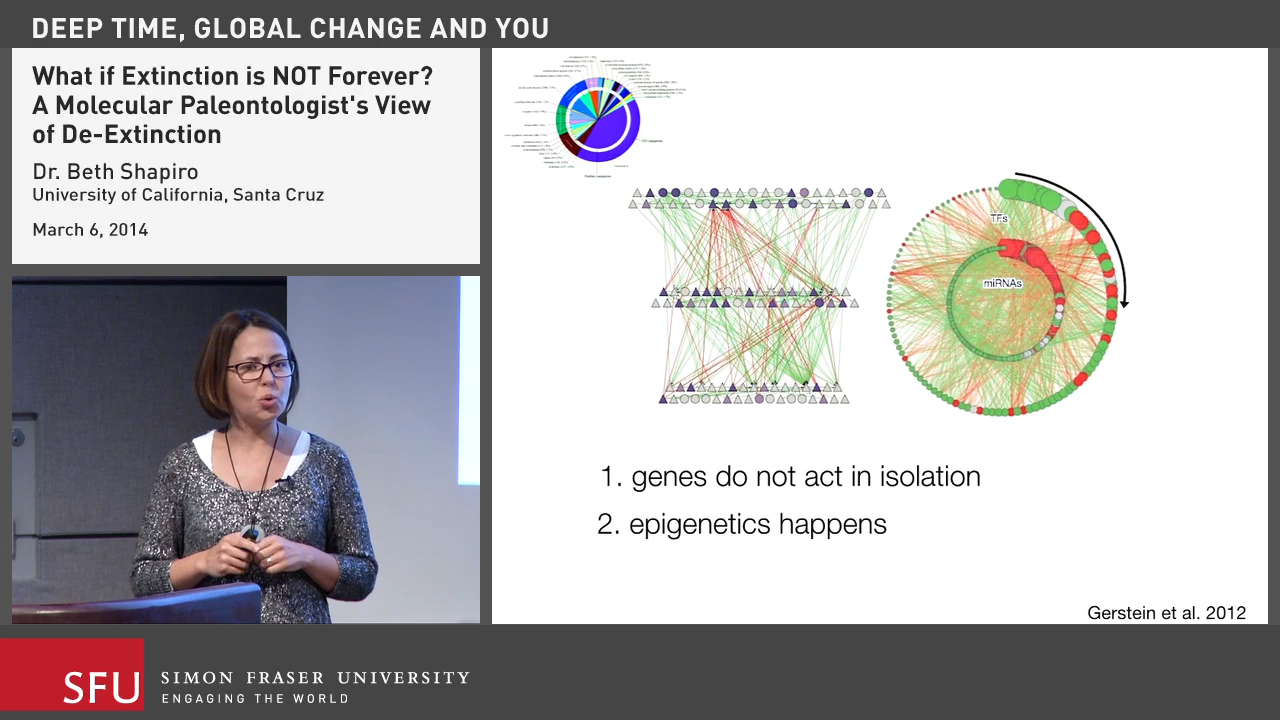 DEEP TIME, GLOBAL CHANGE AND YOU
What if Extinction is Not Forever?
A Molecular Paleontologist's View
of De-Extinction
Dr. Beth Shapiro
University of California, Santa Cruz
March 6, 2014
TFs
miRNAs
1. genes do not act in isolation
2. epigenetics happens
Gerstein et al. 2012
SFU
SIMON FRASER UNIVERSITY
ENGAGING THE WORLD